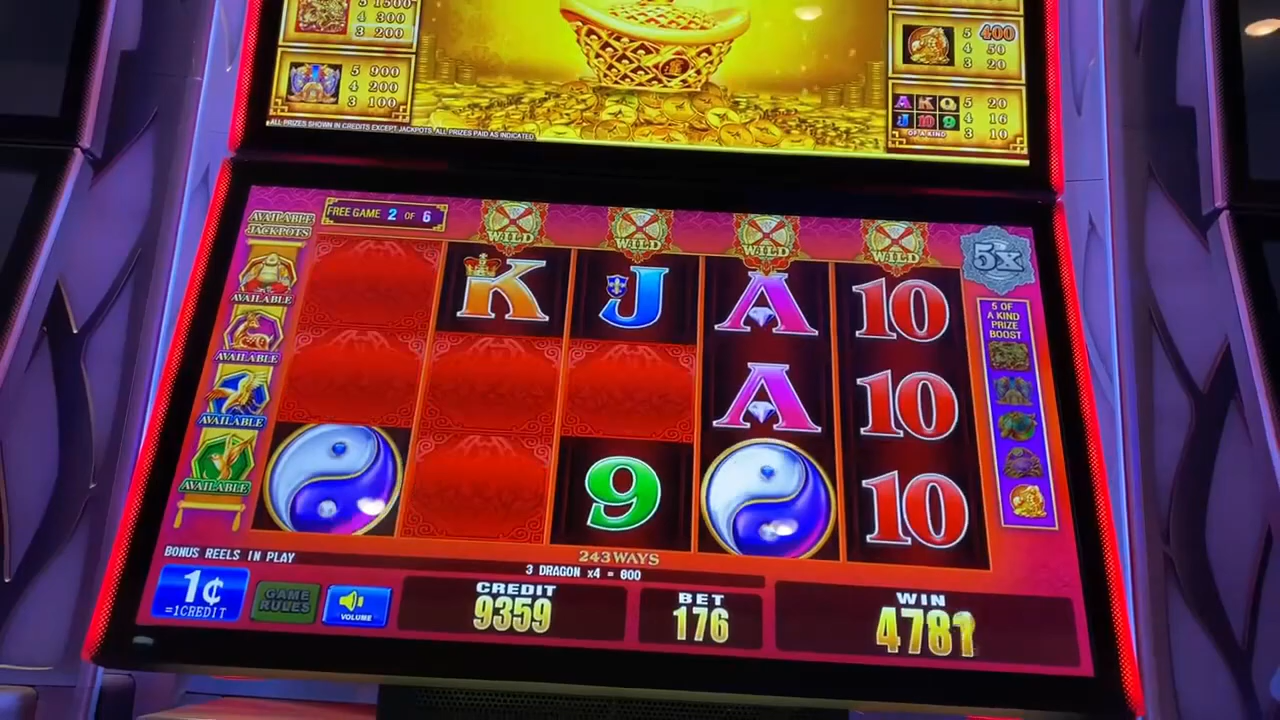 5 1500
4 300
3 200
5 900
4 200
3 100
5 400
4 50
3 20
A K Q
J 10 9
OF A KIND
5 20
4 16
3 10
ALL PRIZES SHOWN IN CREDITS EXCEPT JACKPOTS. ALL PRIZES PAID AS INDICATED.
AVAILABLE
JACKPOTS
FREE GAME 2 OF 6
WILD
WILD
WILD
WILD
5X
AVAILABLE
AVAILABLE
AVAILABLE
AVAILABLE
K
J
A
10
A
10
9
10
5 OF
A KIND
PRIZE
BOOST
BONUS REELS IN PLAY
243WAYS
3 DRAGON x4 = 800
1¢
=1CREDIT
GAME
RULES
VOLUME
CREDIT
9359
BET
176
WIN